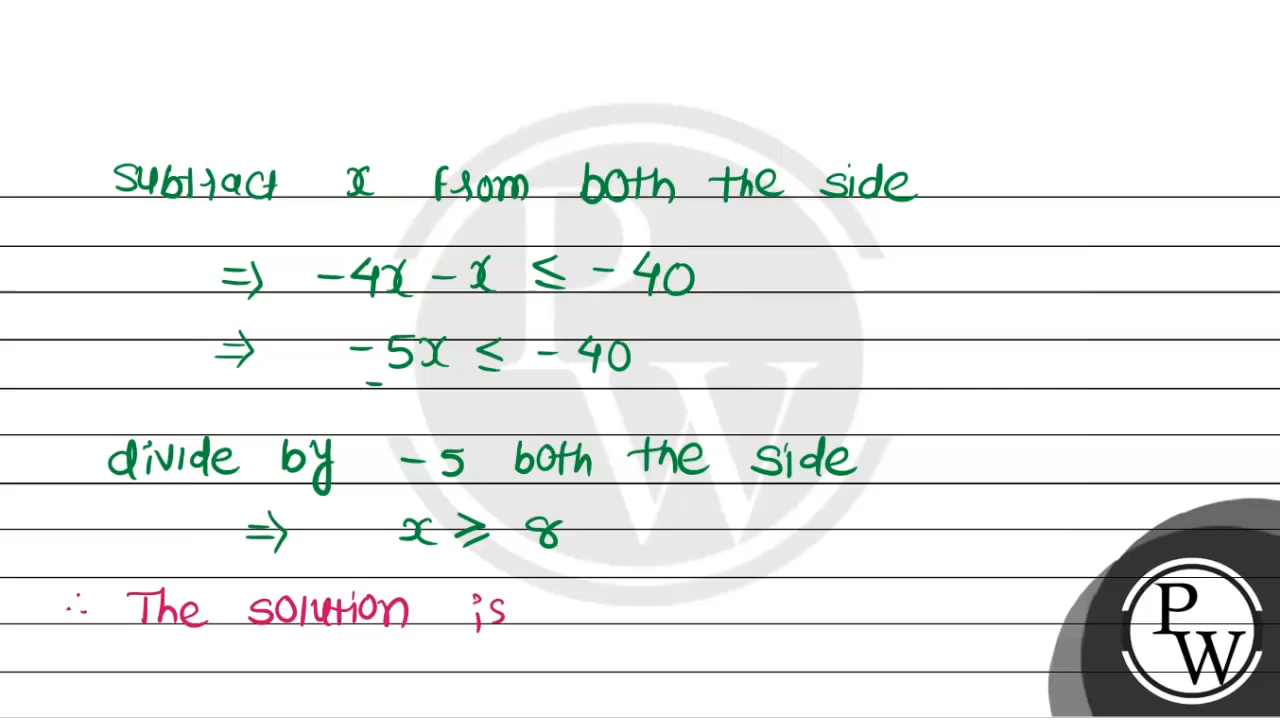 subtract x from both the side
⇒ -4x - x ≤ - 40
⇒ -5x ≤ - 40
divide by -5 both the side
⇒ x ≥ 8
∴ The solution is
PW
PW